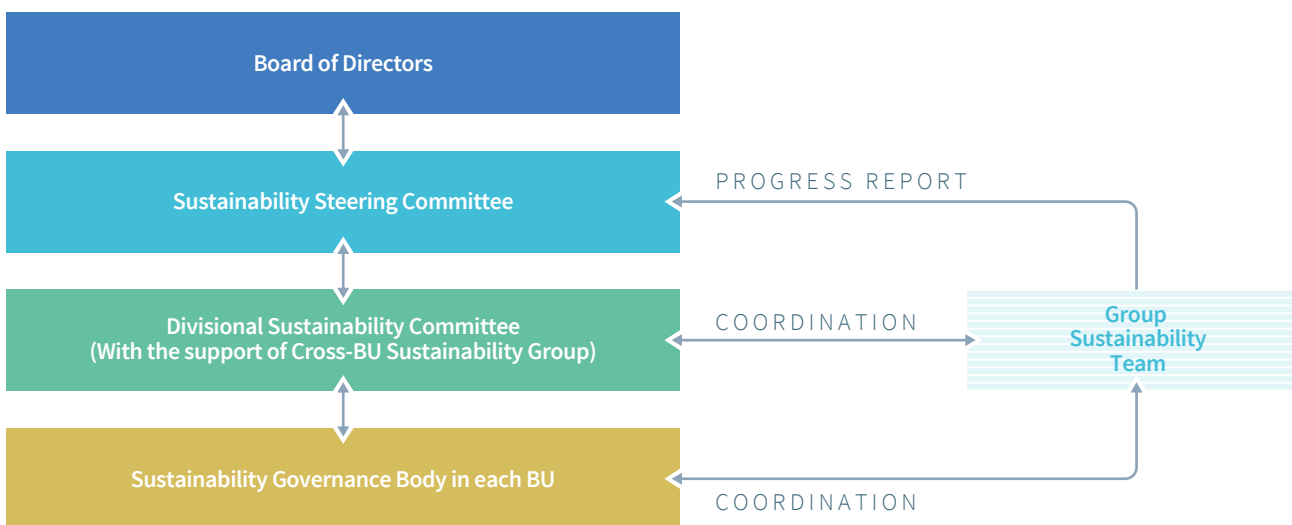 Board of Directors
Sustainability Steering Committee
PROGRESS REPORT
Divisional Sustainability Committee
(With the support of Cross-BU Sustainability Group)
COORDINATION
Group
Sustainability
Team
Sustainability Governance Body in each BU
COORDINATION